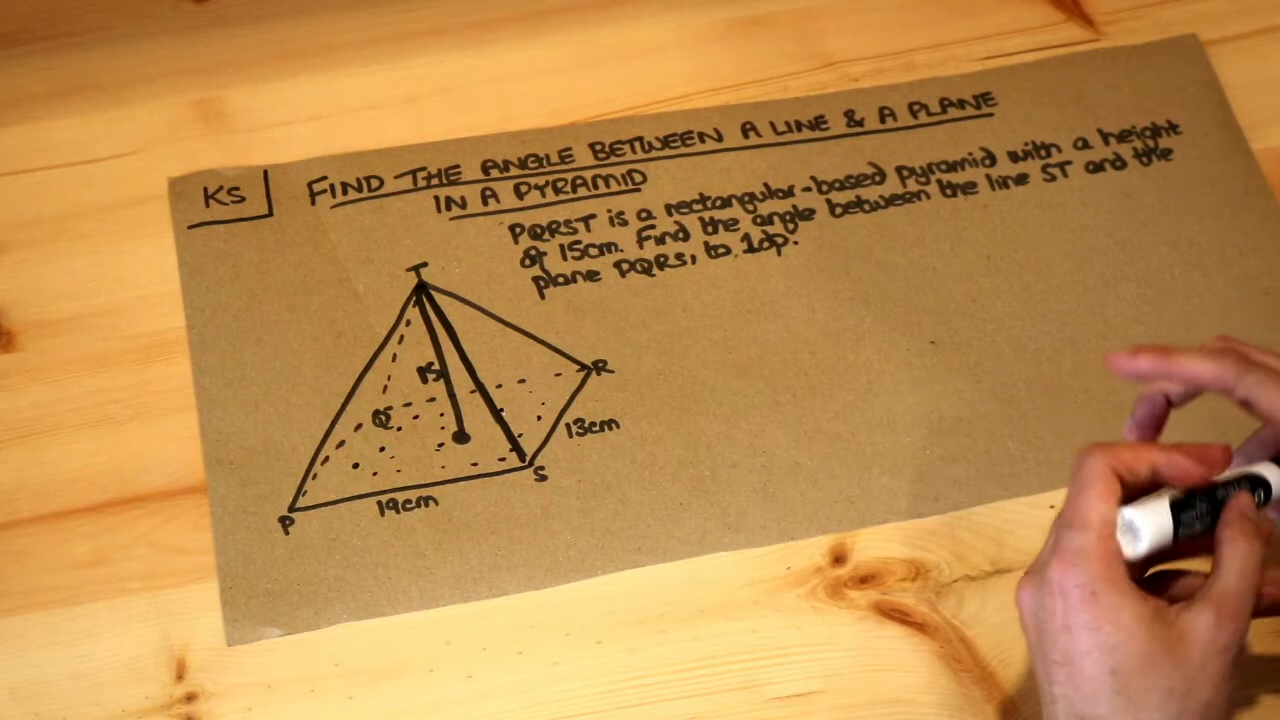 KS
FIND THE ANGLE BETWEEN A LINE & A PLANE
IN A PYRAMID
PQRST is a rectangular-based pyramid with a height
of 15cm. Find the angle between the line ST and the
plane PQRS, to 1dp.
T
15
R
Q
13cm
S
19cm
P